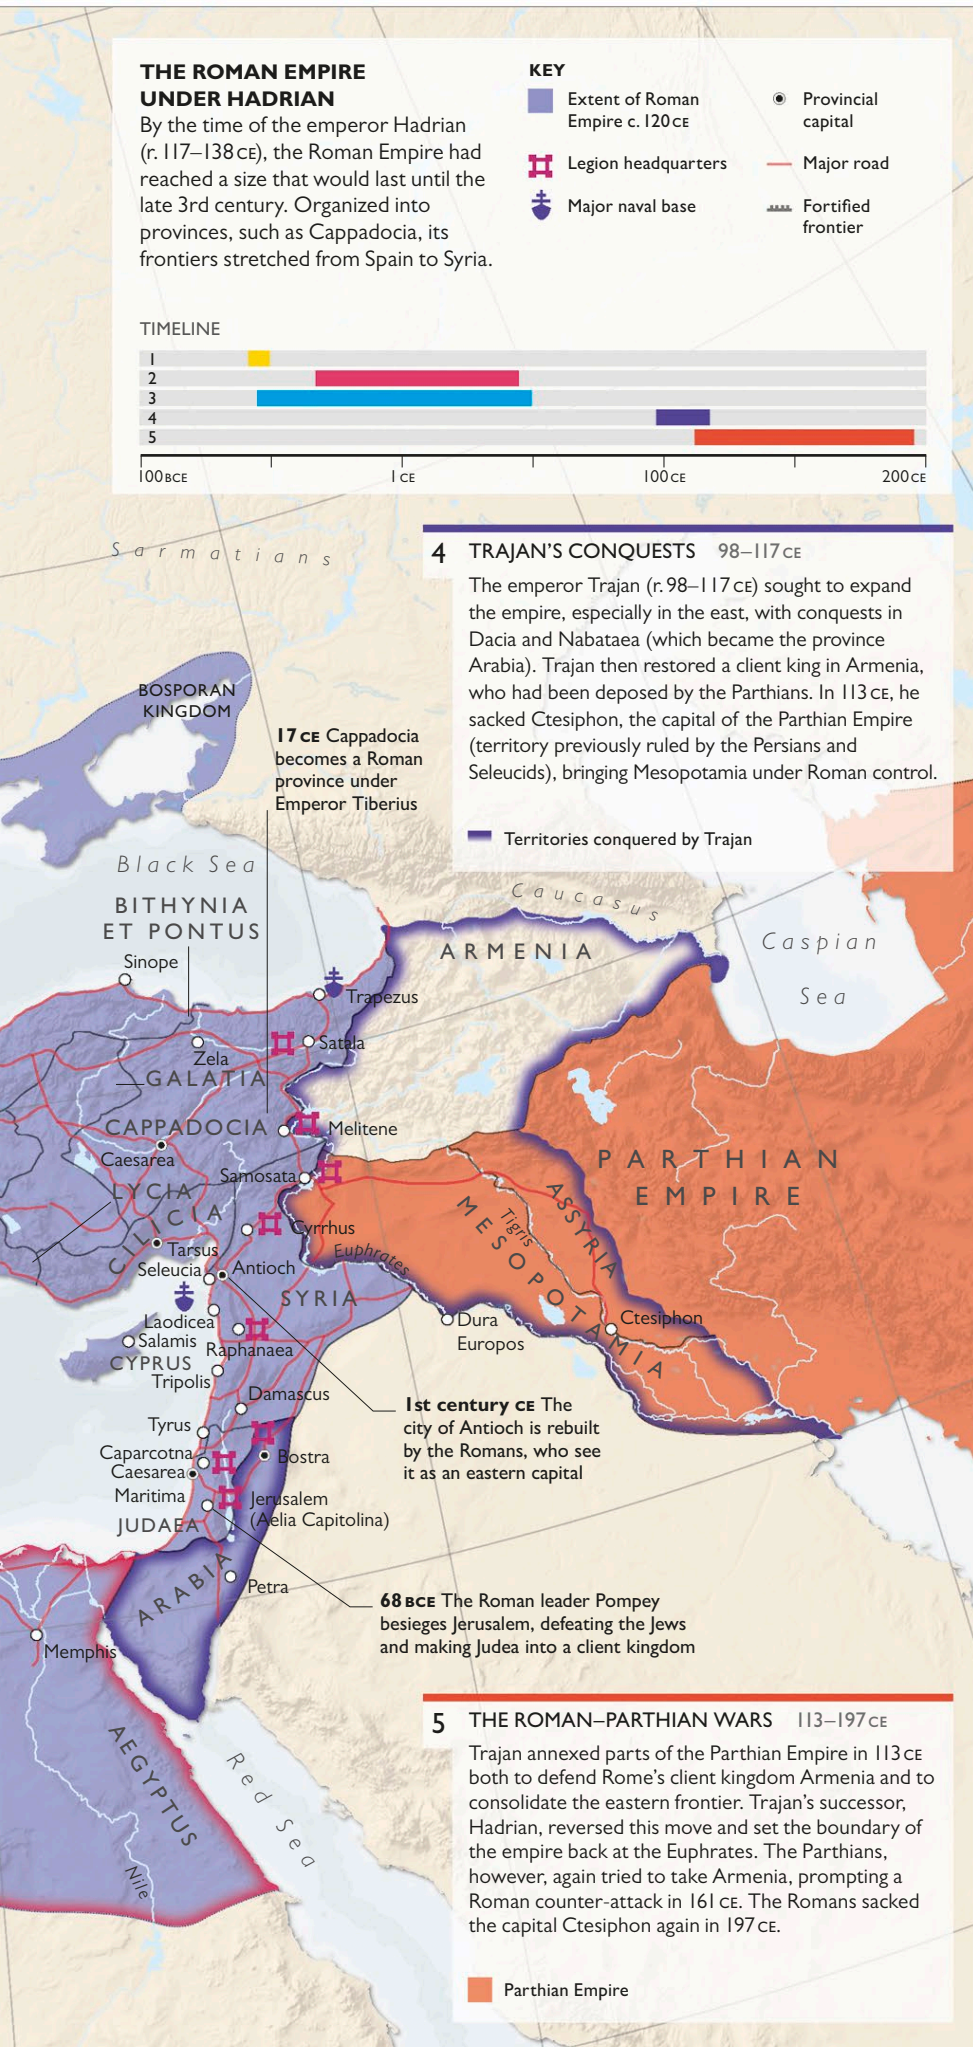 THE ROMAN EMPIRE
UNDER HADRIAN
By the time of the emperor Hadrian
(r. 117–138 CE), the Roman Empire had
reached a size that would last until the
late 3rd century. Organized into
provinces, such as Cappadocia, its
frontiers stretched from Spain to Syria.
KEY
Extent of Roman
Empire c. 120 CE
Legion headquarters
Major naval base
Provincial
capital
Major road
Fortified
frontier
TIMELINE
1
2
3
4
5
100 BCE
1 CE
100 CE
200 CE
Sarmatians
4 TRAJAN'S CONQUESTS 98–117 CE
The emperor Trajan (r. 98–117 CE) sought to expand
the empire, especially in the east, with conquests in
Dacia and Nabataea (which became the province
Arabia). Trajan then restored a client king in Armenia,
who had been deposed by the Parthians. In 113 CE, he
sacked Ctesiphon, the capital of the Parthian Empire
(territory previously ruled by the Persians and
Seleucids), bringing Mesopotamia under Roman control.
Territories conquered by Trajan
BOSPORAN
KINGDOM
17 CE Cappadocia
becomes a Roman
province under
Emperor Tiberius
Black Sea
BITHYNIA
ET PONTUS
Caucasus
ARMENIA
Caspian
Sea
Sinope
Trapezus
Satala
Zela
GALATIA
CAPPADOCIA
Melitene
Caesarea
Samosata
PARTHIAN
EMPIRE
LYCIA
CILICIA
ASSYRIA
MESOPOTAMIA
Tigris
Cyrrhus
Tarsus
Euphrates
Seleucia
Antioch
SYRIA
Laodicea
Dura
Europos
Ctesiphon
Salamis
Raphanaea
CYPRUS
Tripolis
Damascus
1st century CE The
city of Antioch is rebuilt
by the Romans, who see
it as an eastern capital
Tyrus
Caparcotna
Bostra
Caesarea
Maritima
Jerusalem
(Aelia Capitolina)
JUDAEA
ARABIA
Petra
68 BCE The Roman leader Pompey
besieges Jerusalem, defeating the Jews
and making Judea into a client kingdom
Memphis
AEGYPTUS
Red Sea
Nile
5 THE ROMAN–PARTHIAN WARS 113–197 CE
Trajan annexed parts of the Parthian Empire in 113 CE
both to defend Rome's client kingdom Armenia and to
consolidate the eastern frontier. Trajan's successor,
Hadrian, reversed this move and set the boundary of
the empire back at the Euphrates. The Parthians,
however, again tried to take Armenia, prompting a
Roman counter-attack in 161 CE. The Romans sacked
the capital Ctesiphon again in 197 CE.
Parthian Empire